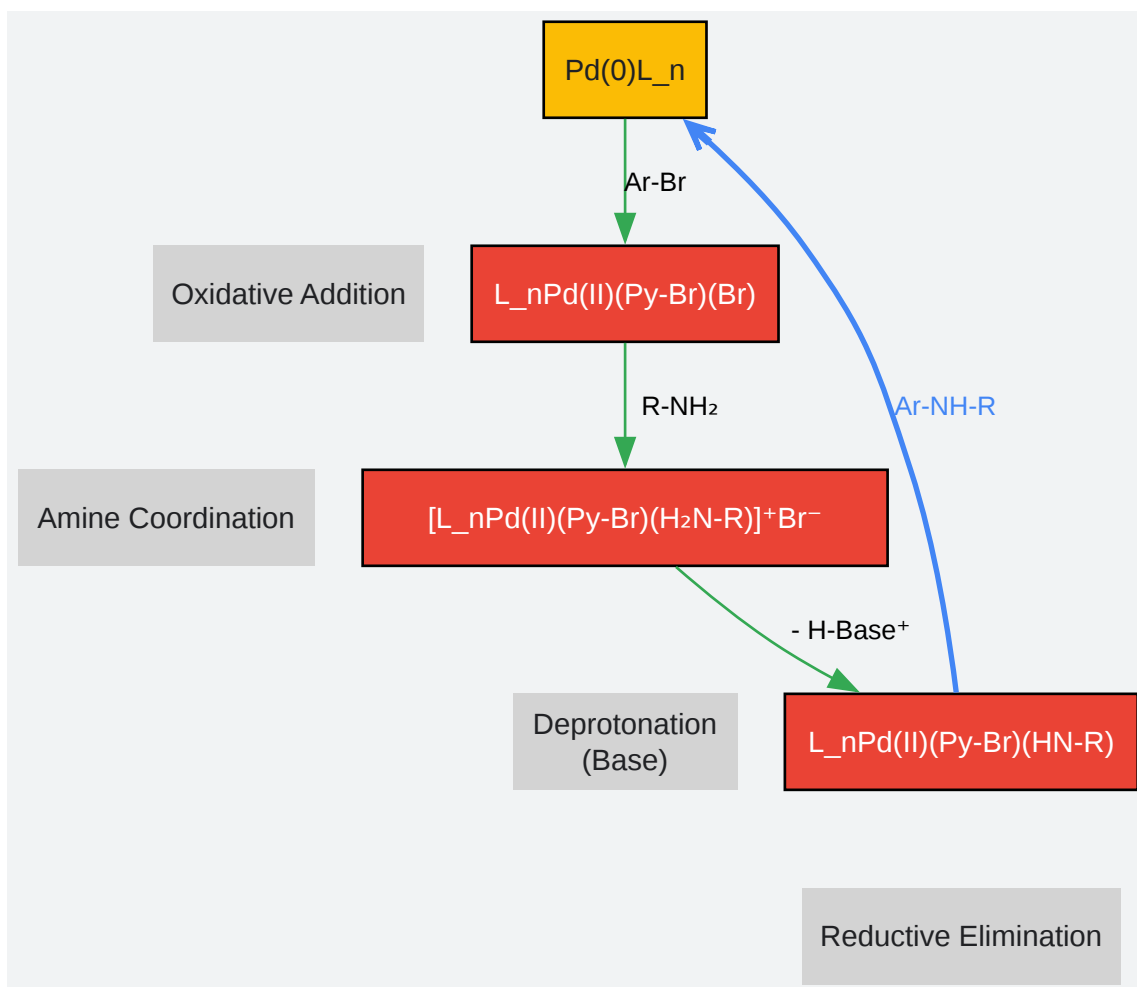 Pd(0)L_n
Ar-Br
Oxidative Addition
L_nPd(II)(Py-Br)(Br)
R-NH₂
Ar-NH-R
Amine Coordination
[L_nPd(II)(Py-Br)(H₂N-R)]⁺Br⁻
- H-Base⁺
Deprotonation
(Base)
L_nPd(II)(Py-Br)(HN-R)
Reductive Elimination